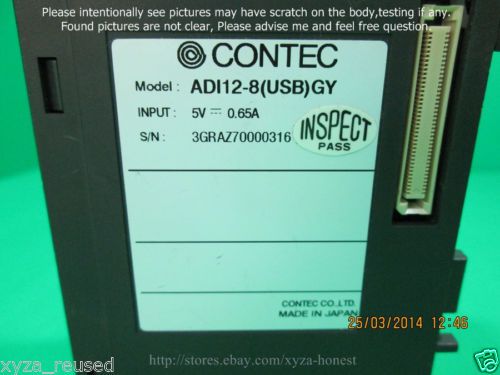 Please intentionally see pictures may have scratch on the body,testing if any.
Found pictures are not clear, Please advise me and feel free question.
CONTEC
Model : ADI12-8(USB)GY
INPUT : 5V 0.65A
S/N : 3GRAZ70000316
INSPECT
PASS
CONTEC CO.,LTD.
MADE IN JAPAN
25/03/2014 12:46
xyza_reused
http://stores.ebay.com/xyza-honest